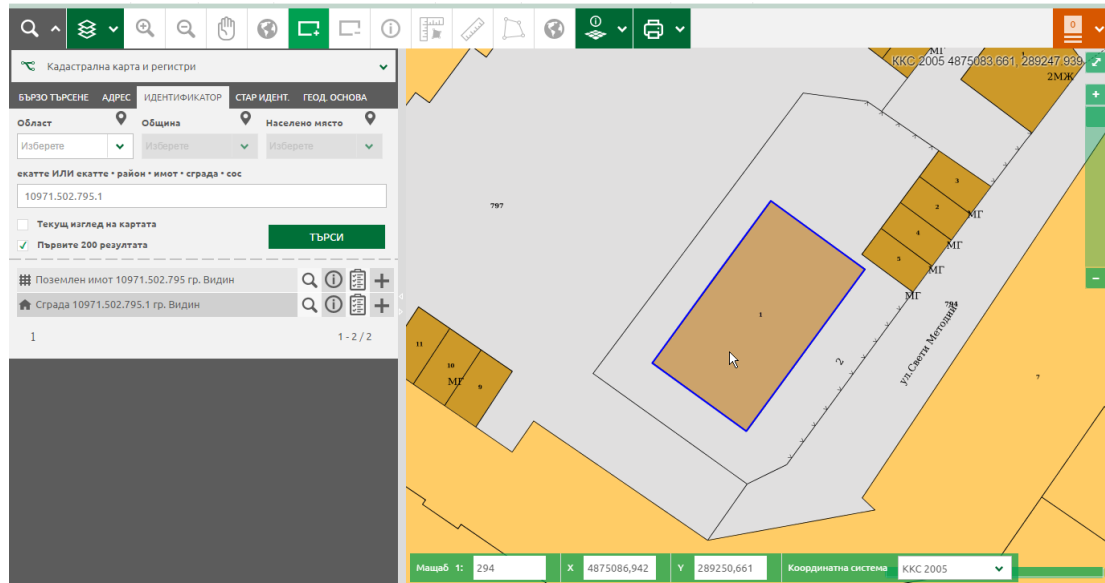 0
Кадастрална карта и регистри
БЪРЗО ТЪРСЕНЕ АДРЕС ИДЕНТИФИКАТОР СТАР ИДЕНТ. ГЕОД. ОСНОВА
Област Община Населено място
Изберете Изберете Изберете
екатте ИЛИ екатте • район • имот • сграда • сос
10971.502.795.1
Текущ изглед на картата
Първите 200 резултата
ТЪРСИ
Поземлен имот 10971.502.795 гр. Видин
Сграда 10971.502.795.1 гр. Видин
1 1 - 2 / 2
МГ
ККС 2005 4875083,661, 289247,939
1
2МЖ
3
797
2
МГ
4
МГ
5
МГ
МГ
794
1
ул.Свети Методий
2
11
10
МГ
9
7
Мащаб 1: 294 X 4875086,942 Y 289250,661 Координатна система ККС 2005